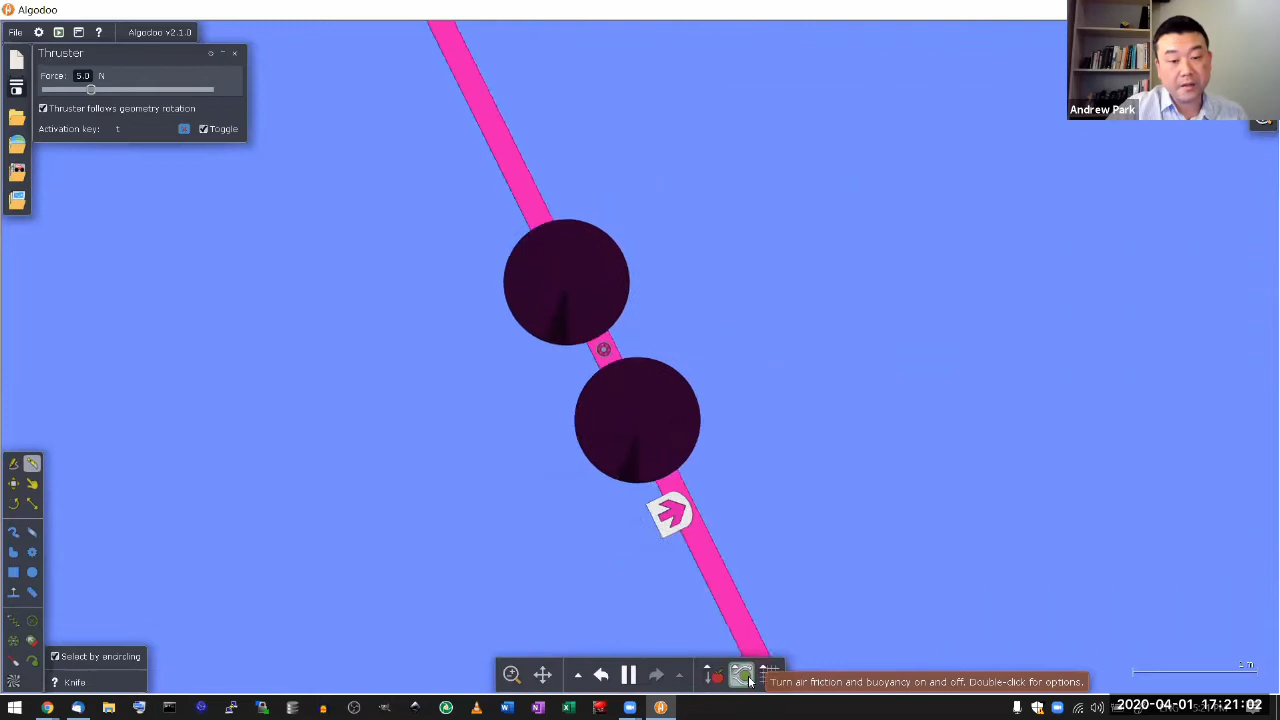 Algodoo
File
?
Algodoo v2.1.0
Thruster
Force: 5.0 N
Thruster follows geometry rotation
Activation key: t
Toggle
Andrew Park
Select by encircling
Knife
1 m
Turn air friction and buoyancy on and off. Double-click for options.
2020-04-01 17:21:02